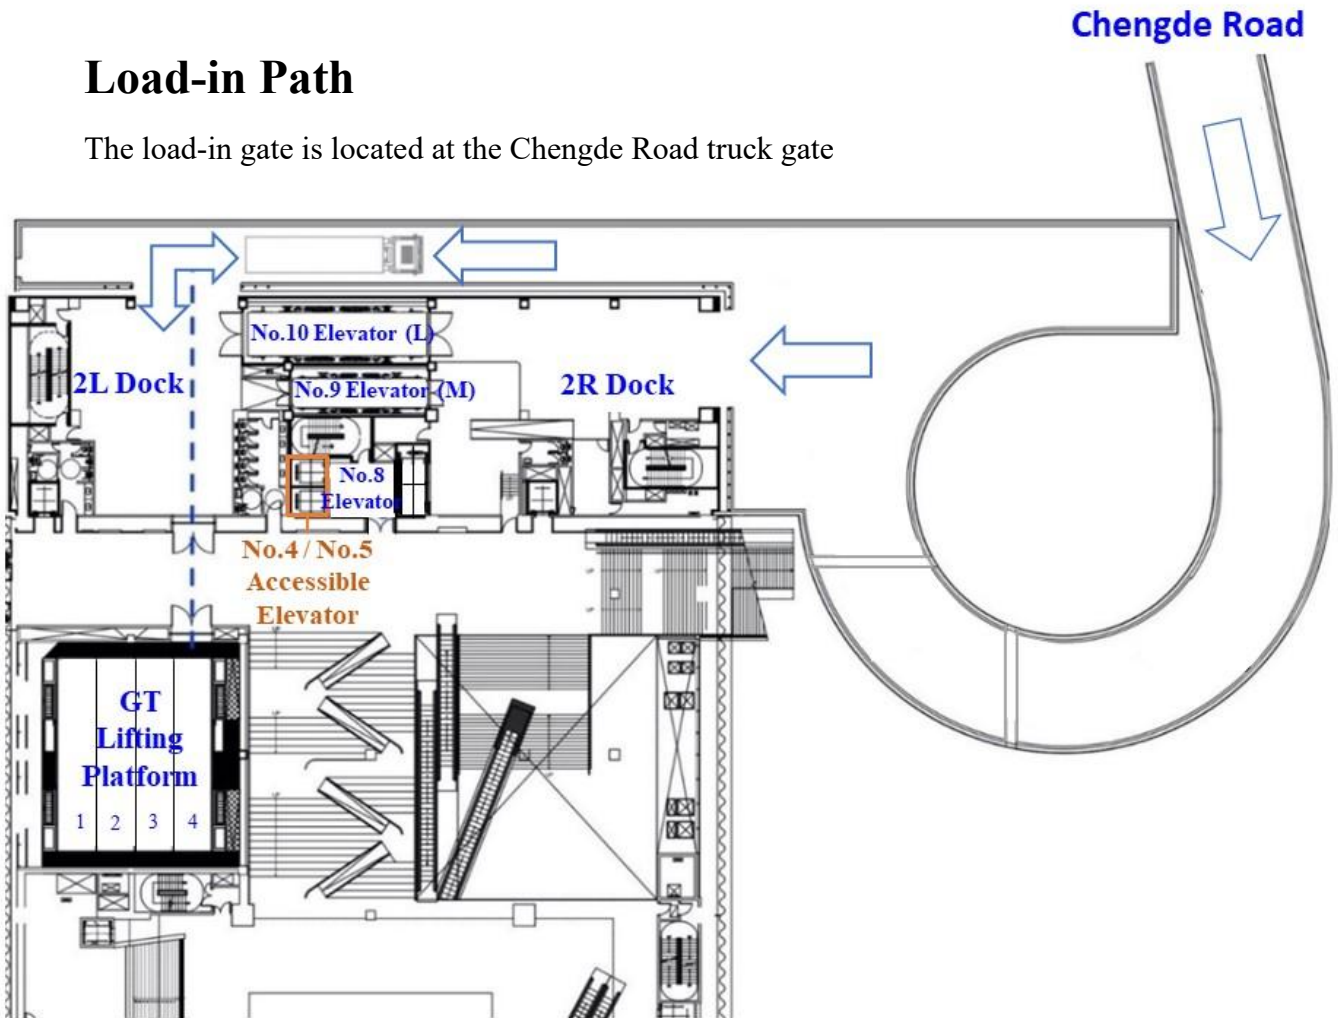 Chengde Road
Load-in Path
The load-in gate is located at the Chengde Road truck gate
No.10 Elevator (L)
2L Dock
No.9 Elevator (M)
2R Dock
No.8
Elevator
No.4 / No.5
Accessible
Elevator
GT
Lifting
Platform
1 2 3 4